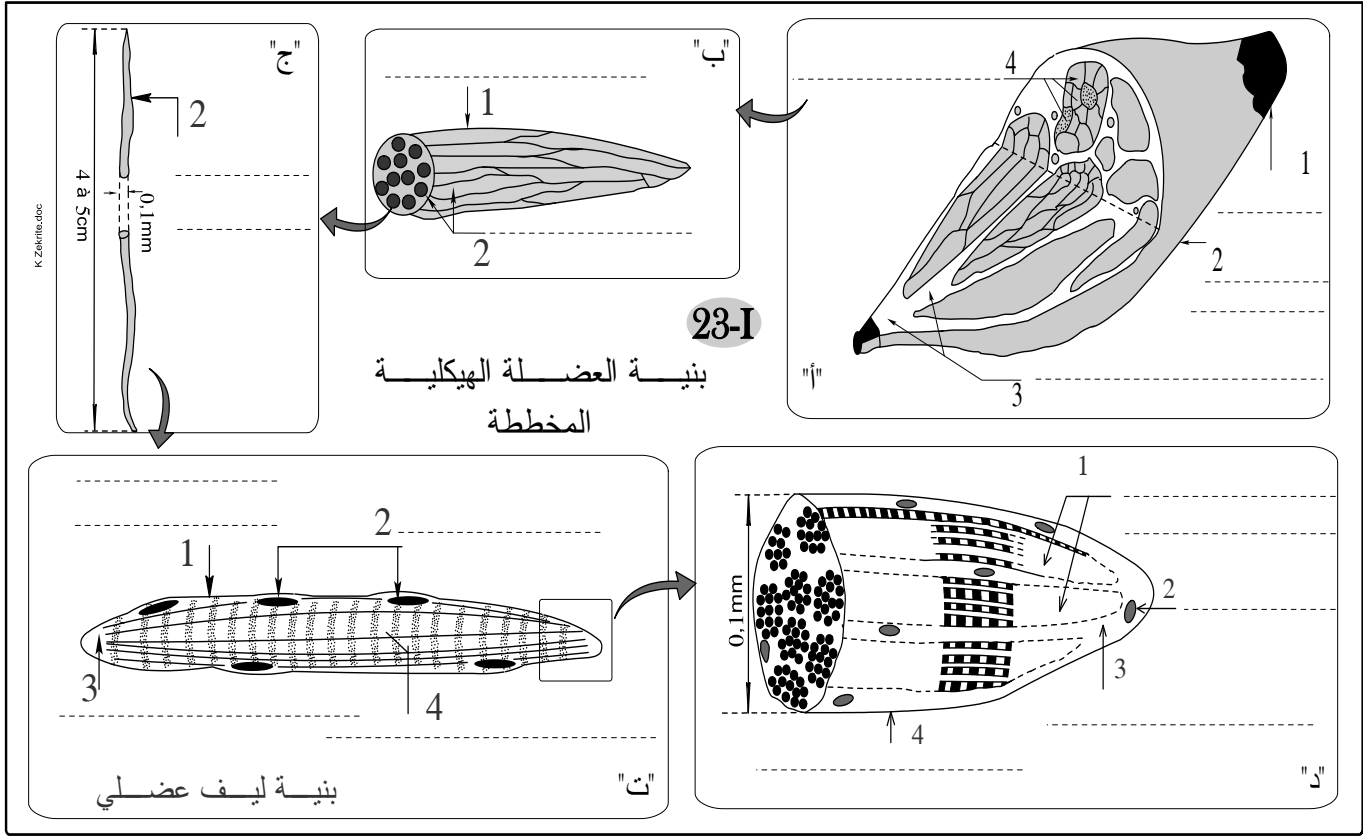 "أ"
4
1
2
3
"ب"
1
2
"ج"
2
4 à 5cm
0,1mm
K Zekrite.doc
23-I
بنيـــة العضـــلة الهيكليـــة
المخططة
1
2
3
4
"ت"
بنيـــة ليـــف عضـــلي
1
2
3
4
0,1mm
"د"